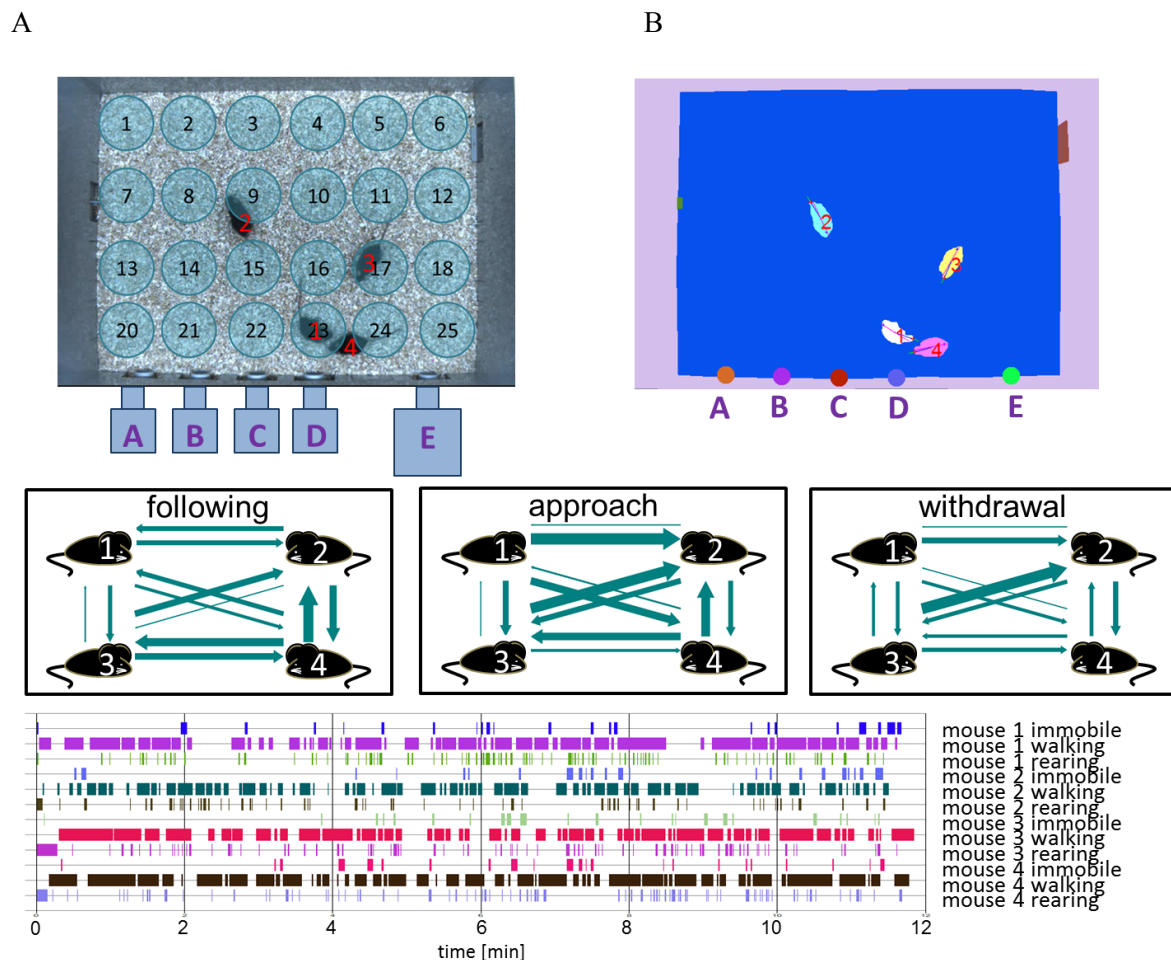 A
B
1 2 3 4 5 6
7 8 9 10 11 12
2
13 14 15 16 3 17 18
20 21 22 1 23 4 24 25
A B C D E
2
3
1
4
A B C D E
following
1 2
3 4
approach
1 2
3 4
withdrawal
1 2
3 4
mouse 1 immobile
mouse 1 walking
mouse 1 rearing
mouse 2 immobile
mouse 2 walking
mouse 2 rearing
mouse 3 immobile
mouse 3 walking
mouse 3 rearing
mouse 4 immobile
mouse 4 walking
mouse 4 rearing
0 2 4 6 8 10 12
time [min]